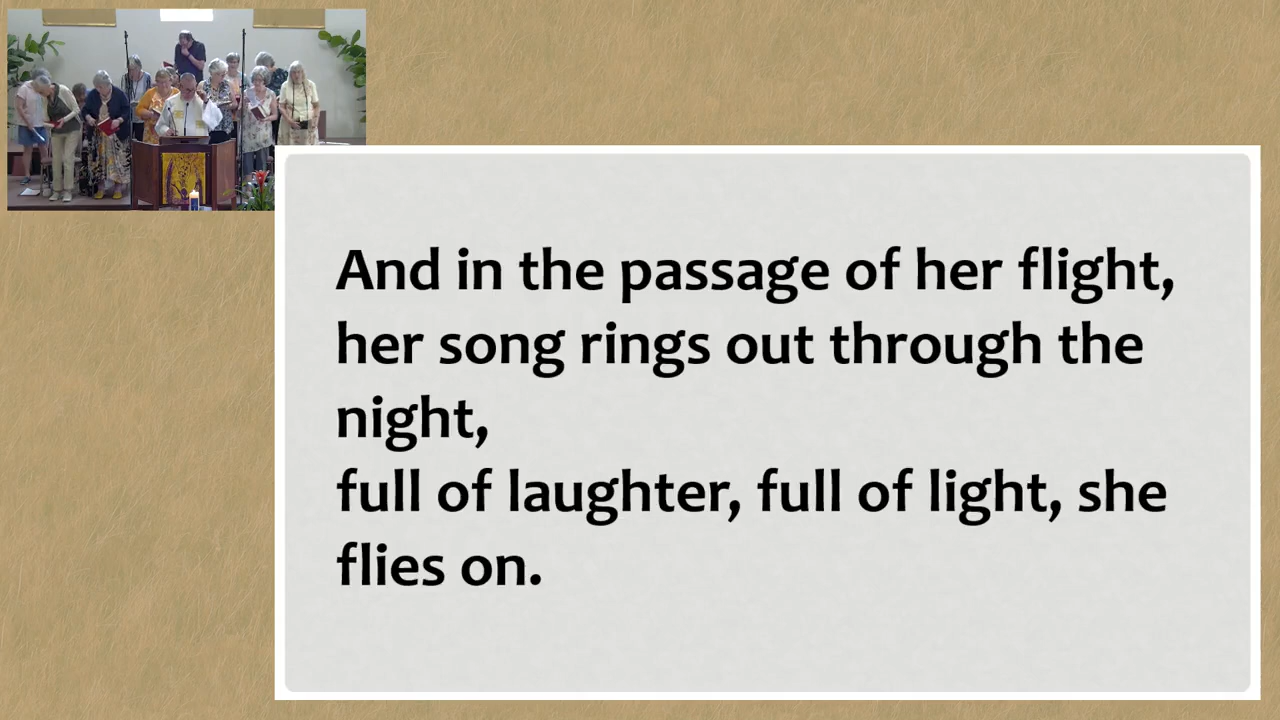 And in the passage of her flight,
her song rings out through the
night,
full of laughter, full of light, she
flies on.